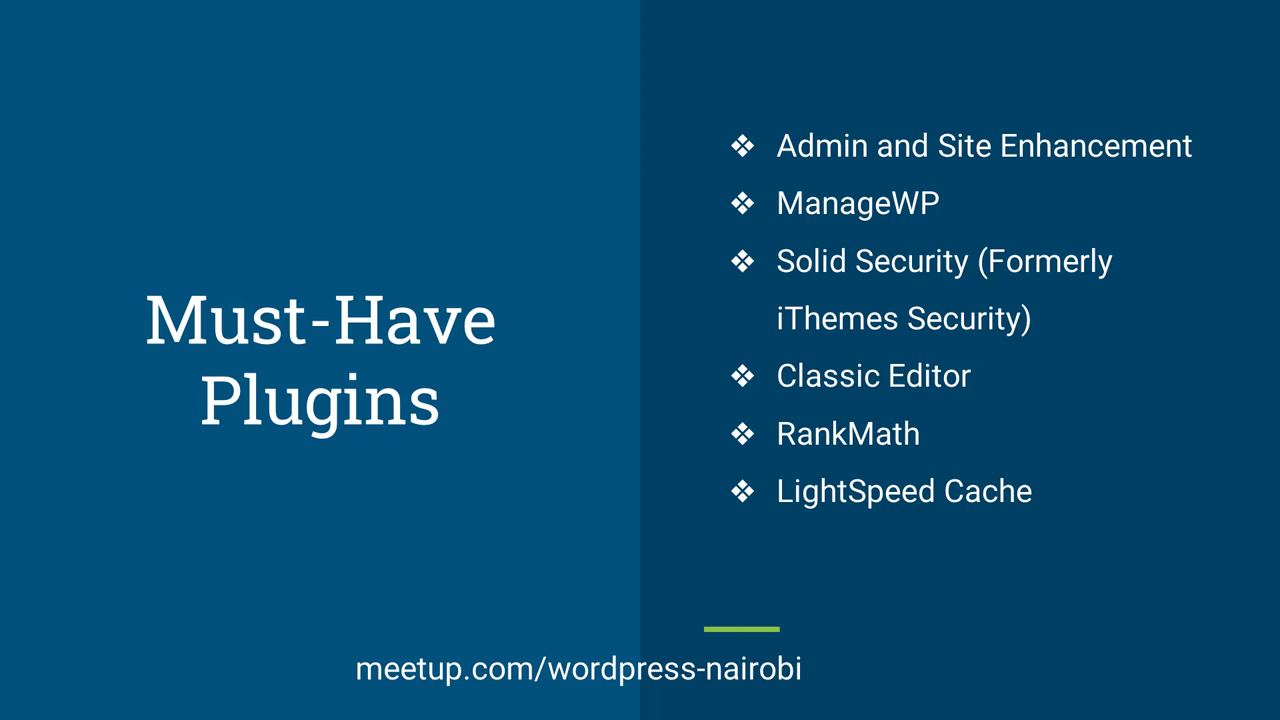 Must-Have
Plugins
❖ Admin and Site Enhancement
❖ ManageWP
❖ Solid Security (Formerly
iThemes Security)
❖ Classic Editor
❖ RankMath
❖ LightSpeed Cache
meetup.com/wordpress-nairobi